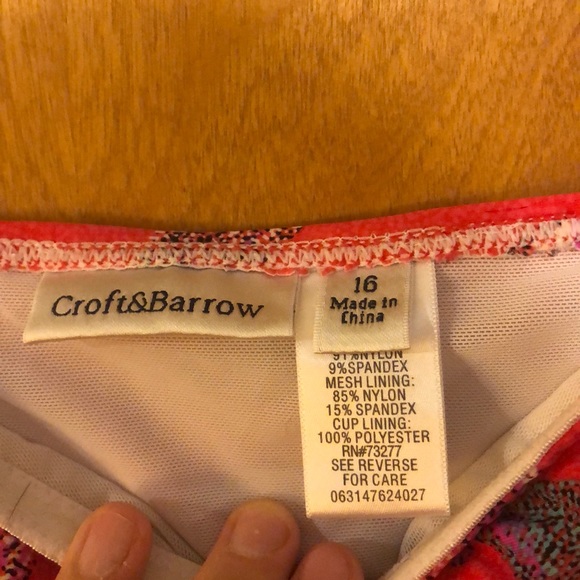 Croft&Barrow
16
Made in
China
91%NYLON
9%SPANDEX
MESH LINING:
85% NYLON
15% SPANDEX
CUP LINING:
100% POLYESTER
RN#73277
SEE REVERSE
FOR CARE
063147624027